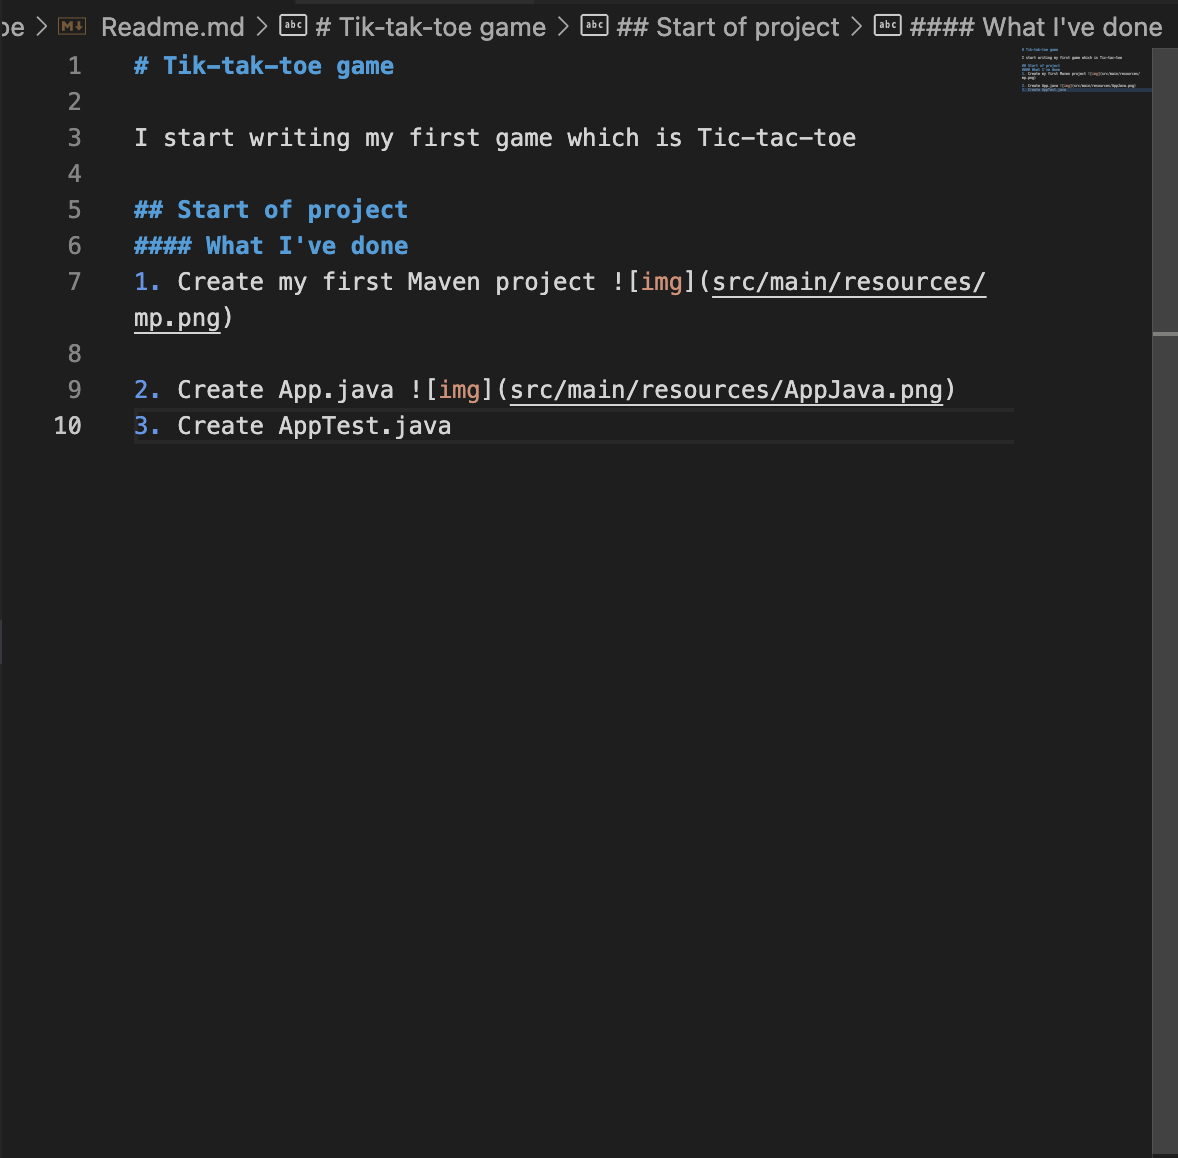 oe > M↓ Readme.md > abc # Tik-tak-toe game > abc ## Start of project > abc #### What I've done
1 # Tik-tak-toe game
2
3 I start writing my first game which is Tic-tac-toe
4
5 ## Start of project
6 #### What I've done
7 1. Create my first Maven project ![img](src/main/resources/
mp.png)
8
9 2. Create App.java ![img](src/main/resources/AppJava.png)
10 3. Create AppTest.java